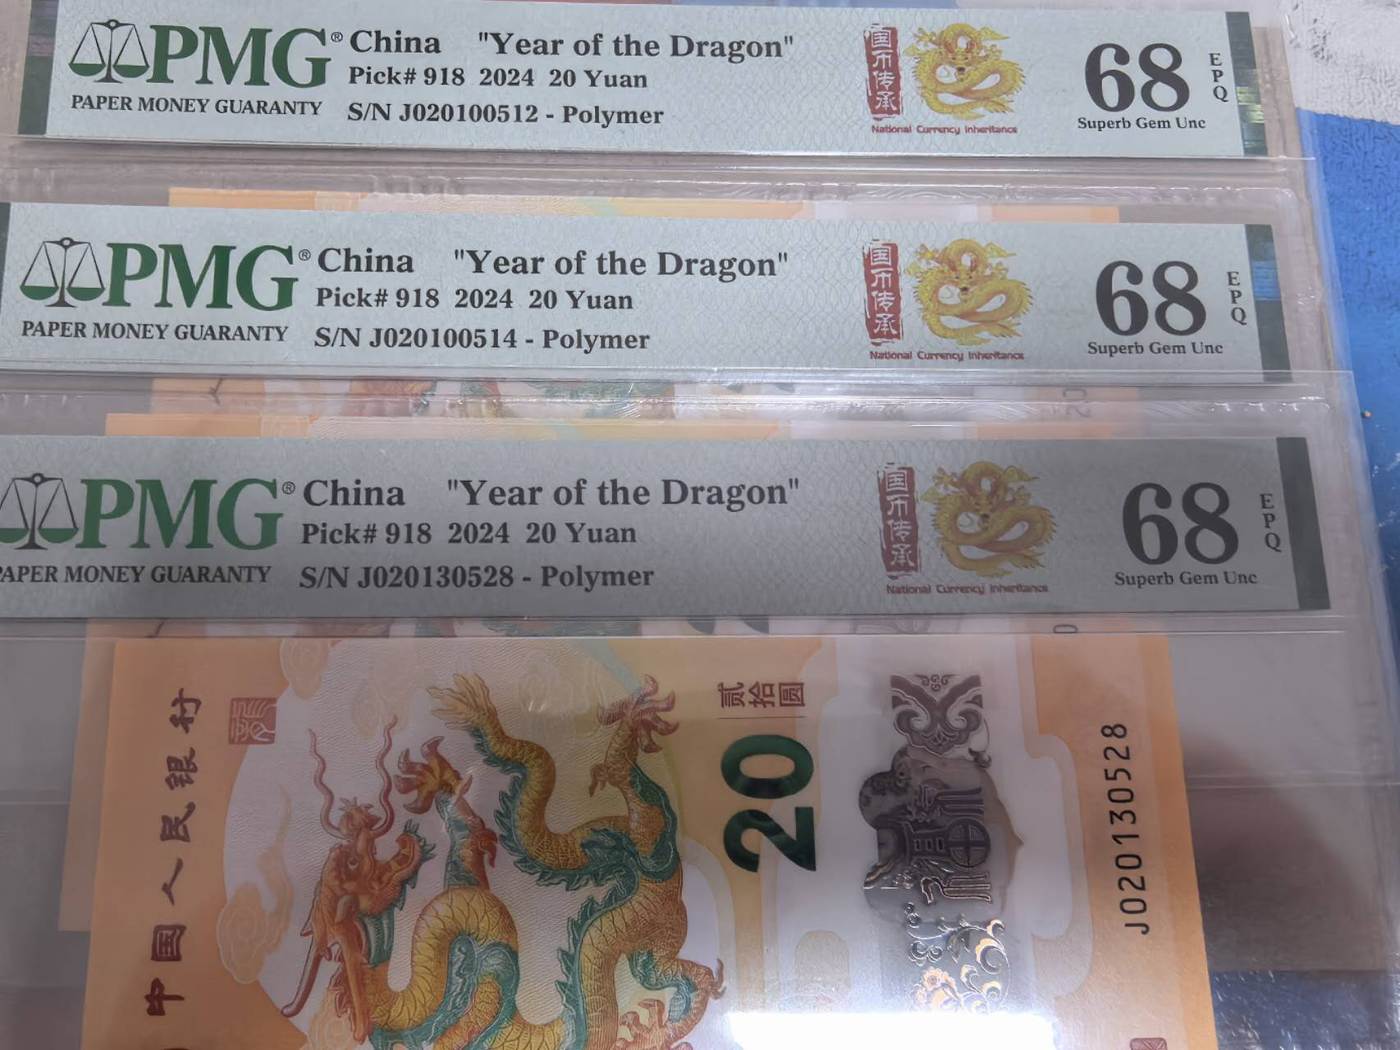 PMG® China "Year of the Dragon"
Pick# 918 2024 20 Yuan
PAPER MONEY GUARANTY
S/N J020100512 - Polymer
国币传承
National Currency Inheritance
68
EPQ
Superb Gem Unc
PMG® China "Year of the Dragon"
Pick# 918 2024 20 Yuan
PAPER MONEY GUARANTY
S/N J020100514 - Polymer
国币传承
National Currency Inheritance
68
EPQ
Superb Gem Unc
20
PMG® China "Year of the Dragon"
Pick# 918 2024 20 Yuan
PAPER MONEY GUARANTY
S/N J020130528 - Polymer
国币传承
National Currency Inheritance
68
EPQ
Superb Gem Unc
中国人民银行
贰拾圆
20
J020130528